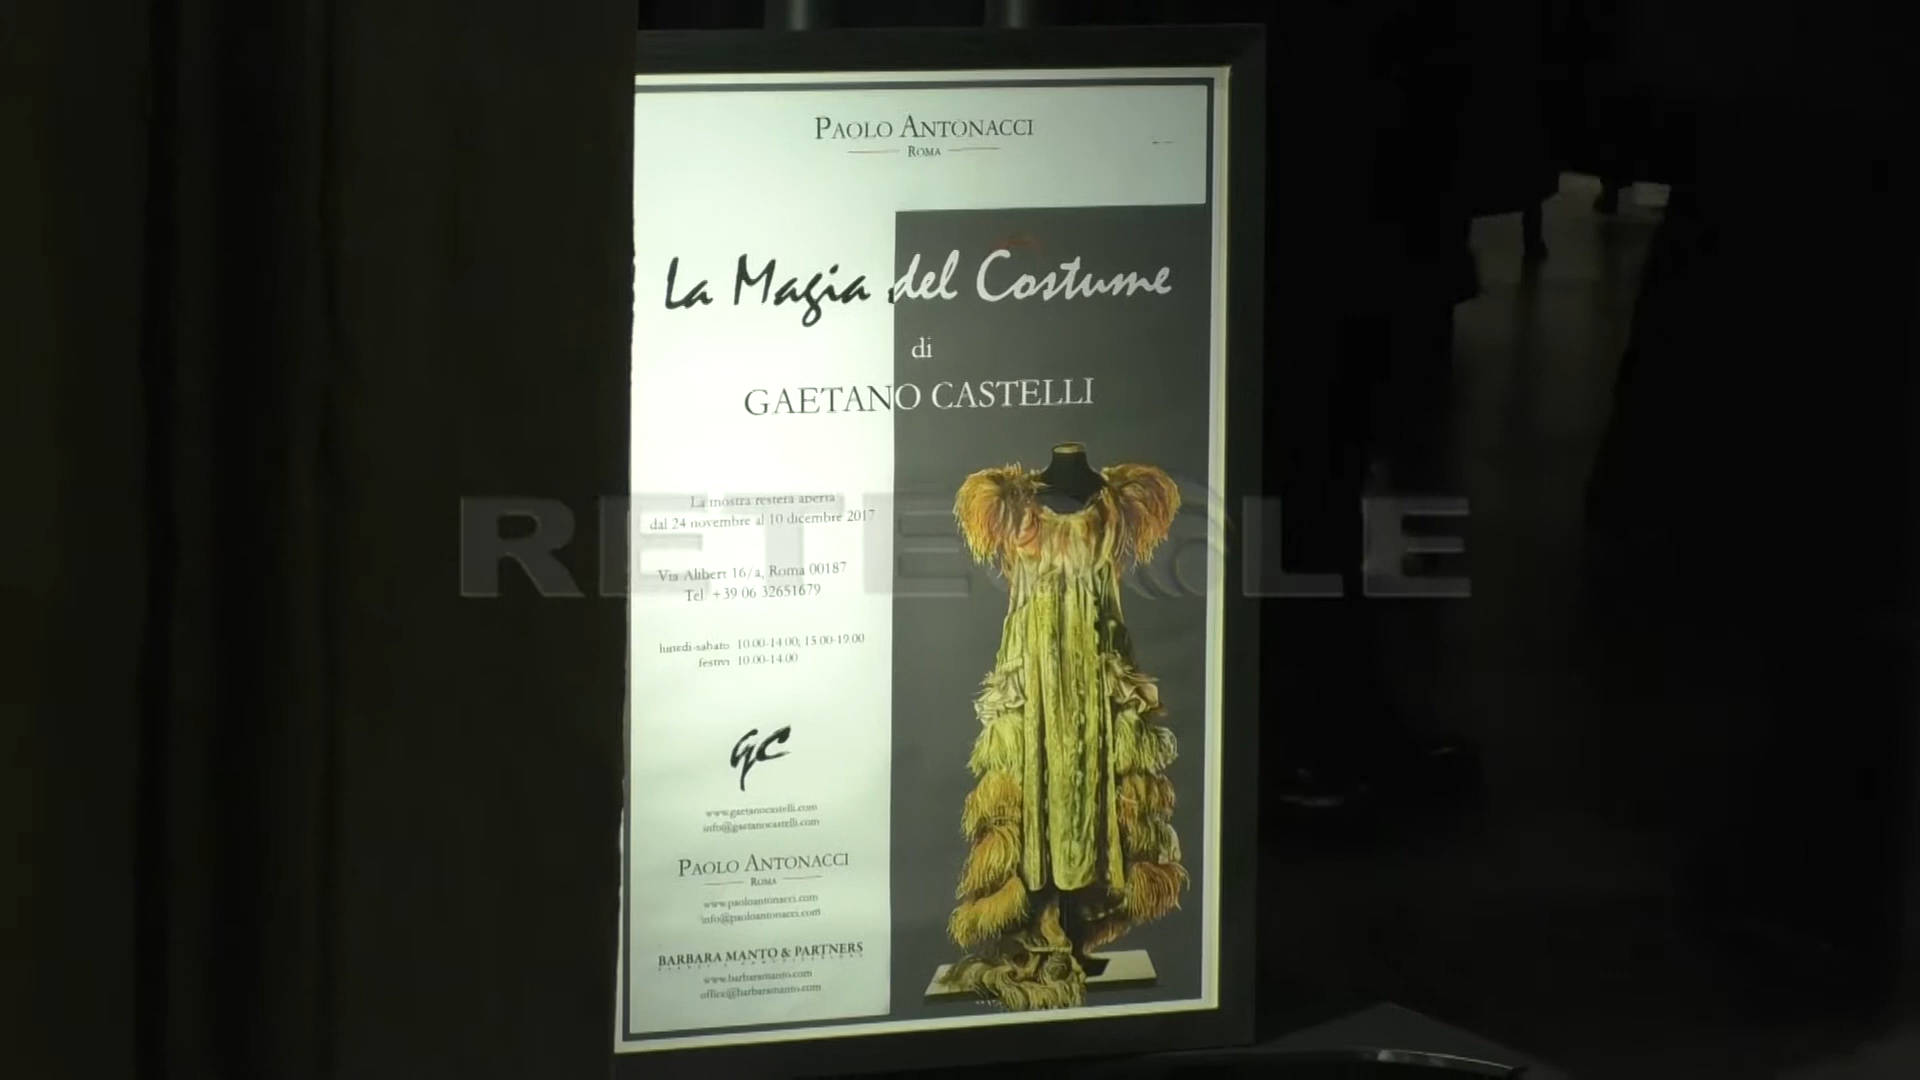 PAOLO ANTONACCI
ROMA
La Magia del Costume
di
GAETANO CASTELLI
La mostra resterà aperta
dal 24 novembre al 10 dicembre 2017
Via Alibert 16/a, Roma 00187
Tel +39 06 32651679
lunedì-sabato 10.00-14.00; 15.00-19.00
festivi 10.00-14.00
gc
www.gaetanocastelli.com
info@gaetanocastelli.com
PAOLO ANTONACCI
ROMA
www.paoloantonacci.com
info@paoloantonacci.com
BARBARA MANTO & PARTNERS
www.barbaramanto.com
office@barbaramanto.com
RETESOLE